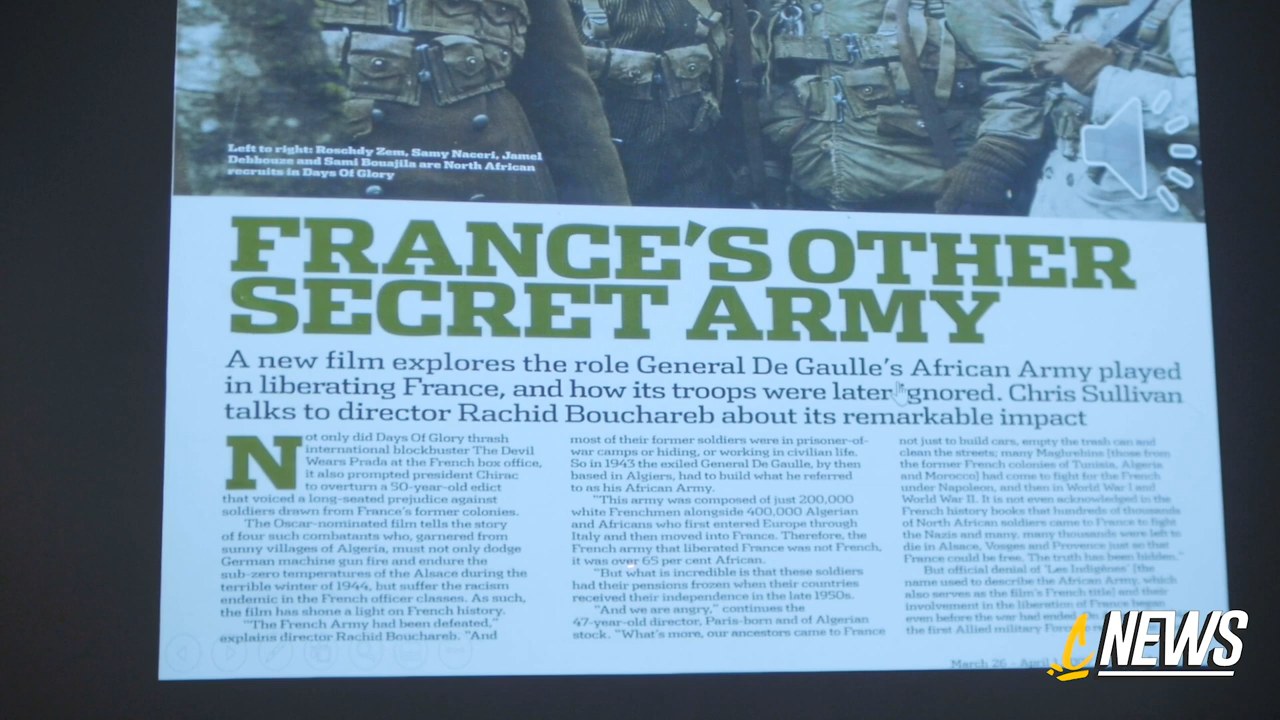 Left to right: Roschdy Zem, Samy Naceri, Jamel
Debbouze and Sami Bouajila are North African
recruits in Days Of Glory
FRANCE'S OTHER
SECRET ARMY
A new film explores the role General De Gaulle's African Army played
in liberating France, and how its troops were later ignored. Chris Sullivan
talks to director Rachid Bouchareb about its remarkable impact
Not only did Days Of Glory thrash
international blockbuster The Devil
Wears Prada at the French box office,
it also prompted president Chirac
to overturn a 50-year-old edict
that voiced a long-seated prejudice against
soldiers drawn from France's former colonies.
The Oscar-nominated film tells the story
of four such combatants who, garnered from
sunny villages of Algeria, must not only dodge
German machine gun fire and endure the
sub-zero temperatures of the Alsace during the
terrible winter of 1944, but suffer the racism
endemic in the French officer classes. As such,
the film has shone a light on French history.
"The French Army had been defeated,"
explains director Rachid Bouchareb. "And
most of their former soldiers were in prisoner-of-
war camps or hiding, or working in civilian life.
So in 1943 the exiled General De Gaulle, by then
based in Algiers, had to build what he referred
to as his African Army.
"This army was composed of just 200,000
white Frenchmen alongside 400,000 Algerian
and Africans who first entered Europe through
Italy and then moved into France. Therefore, the
French army that liberated France was not French,
it was over 65 per cent African.
"But what is incredible is that these soldiers
had their pensions frozen when their countries
received their independence in the late 1950s.
"And we are angry," continues the
47-year-old director, Paris-born and of Algerian
stock. "What's more, our ancestors came to France
not just to build cars, empty the trash can and
clean the streets; many Maghrebins [those from
the former French colonies of Tunisia, Algeria
and Morocco] had come to fight for the French
under Napoleon, and then in World War I and
World War II. It is not even acknowledged in the
French history books that hundreds of thousands
of North African soldiers came to France to fight
the Nazis and many, many thousands were left to
die in Alsace, Vosges and Provence just so that
France could be free. The truth has been hidden."
But official denial of 'Les Indigènes' [the
name used to describe the African Army, which
also serves as the film's French title] and their
involvement in the liberation of France began
even before the war had ended
the first Allied military
March 26 - April
NEWS